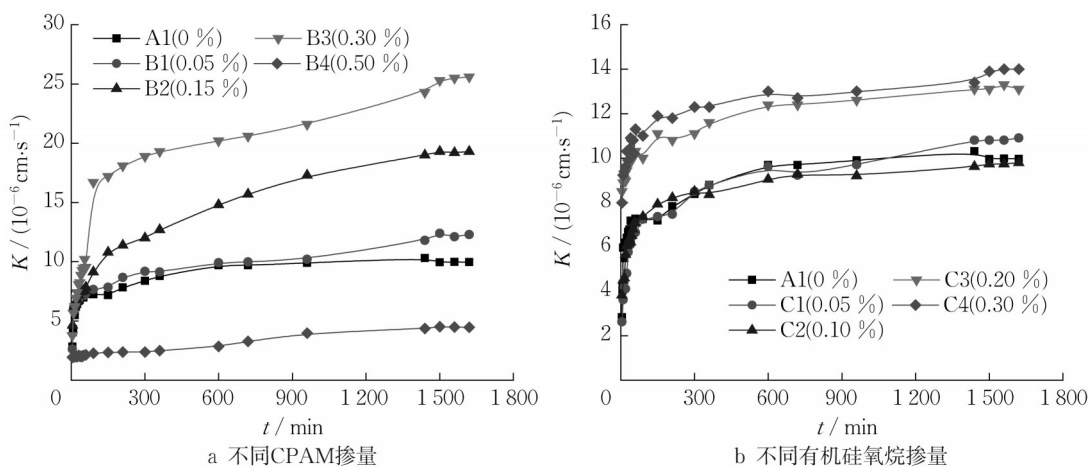 30
25
20
15
10
5
0
300
600
900
1 200
1 500
1 800
K / (10⁻⁶ cm·s⁻¹)
A1(0 %)
B1(0.05 %)
B2(0.15 %)
B3(0.30 %)
B4(0.50 %)
t / min
a 不同CPAM掺量
16
14
12
10
8
6
4
2
0
300
600
900
1 200
1 500
1 800
K / (10⁻⁶ cm·s⁻¹)
A1(0 %)
C1(0.05 %)
C2(0.10 %)
C3(0.20 %)
C4(0.30 %)
t / min
b 不同有机硅氧烷掺量